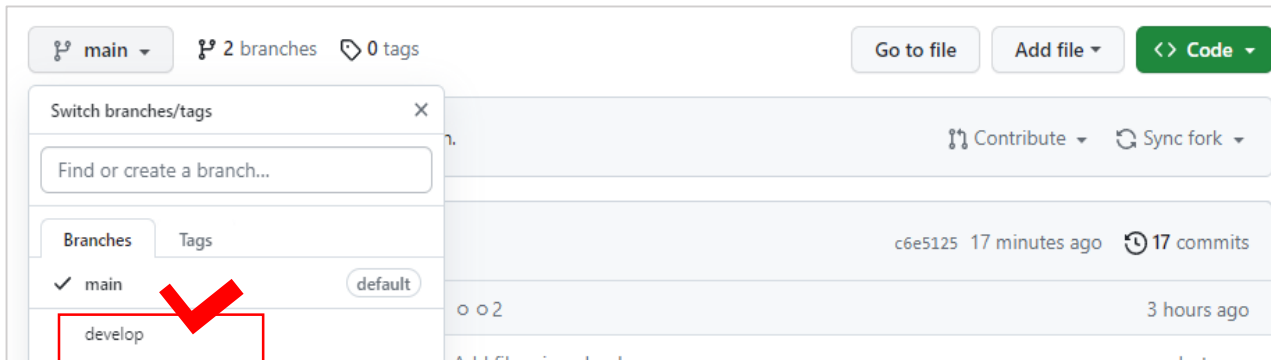 main
2 branches
0 tags
Go to file
Add file
Code
Switch branches/tags
Find or create a branch...
Contribute
Sync fork
Branches
Tags
c6e5125 17 minutes ago 17 commits
main
default
2
3 hours ago
develop